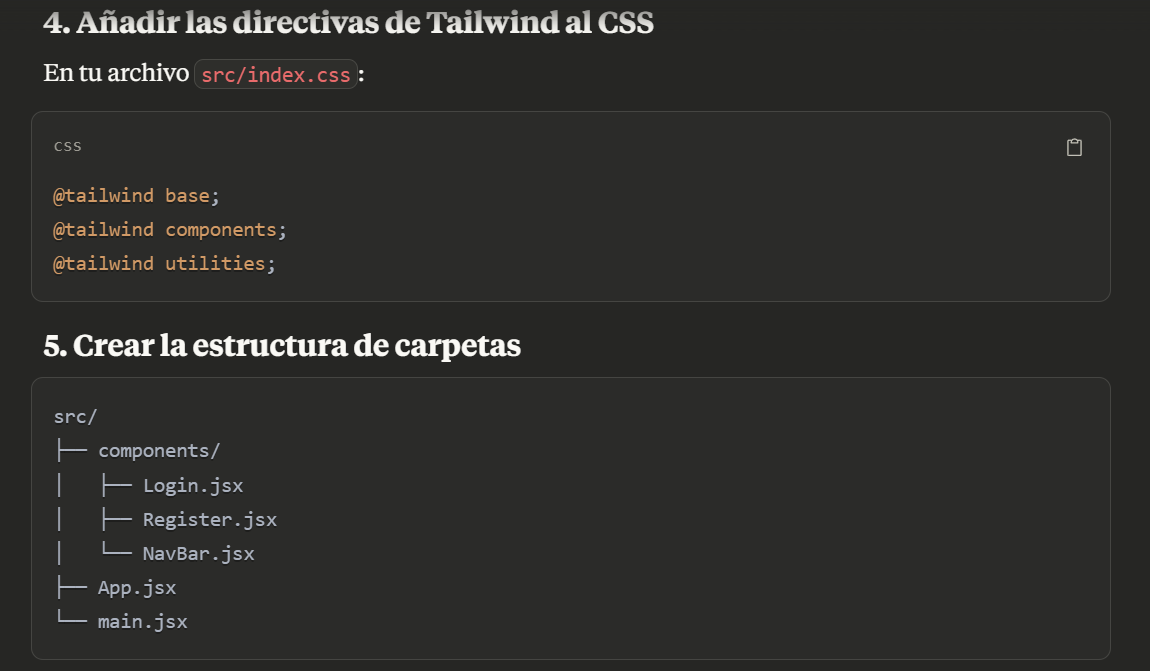 4. Añadir las directivas de Tailwind al CSS
En tu archivo src/index.css:
css
@tailwind base;
@tailwind components;
@tailwind utilities;
5. Crear la estructura de carpetas
src/
├── components/
│   ├── Login.jsx
│   ├── Register.jsx
│   └── NavBar.jsx
├── App.jsx
└── main.jsx